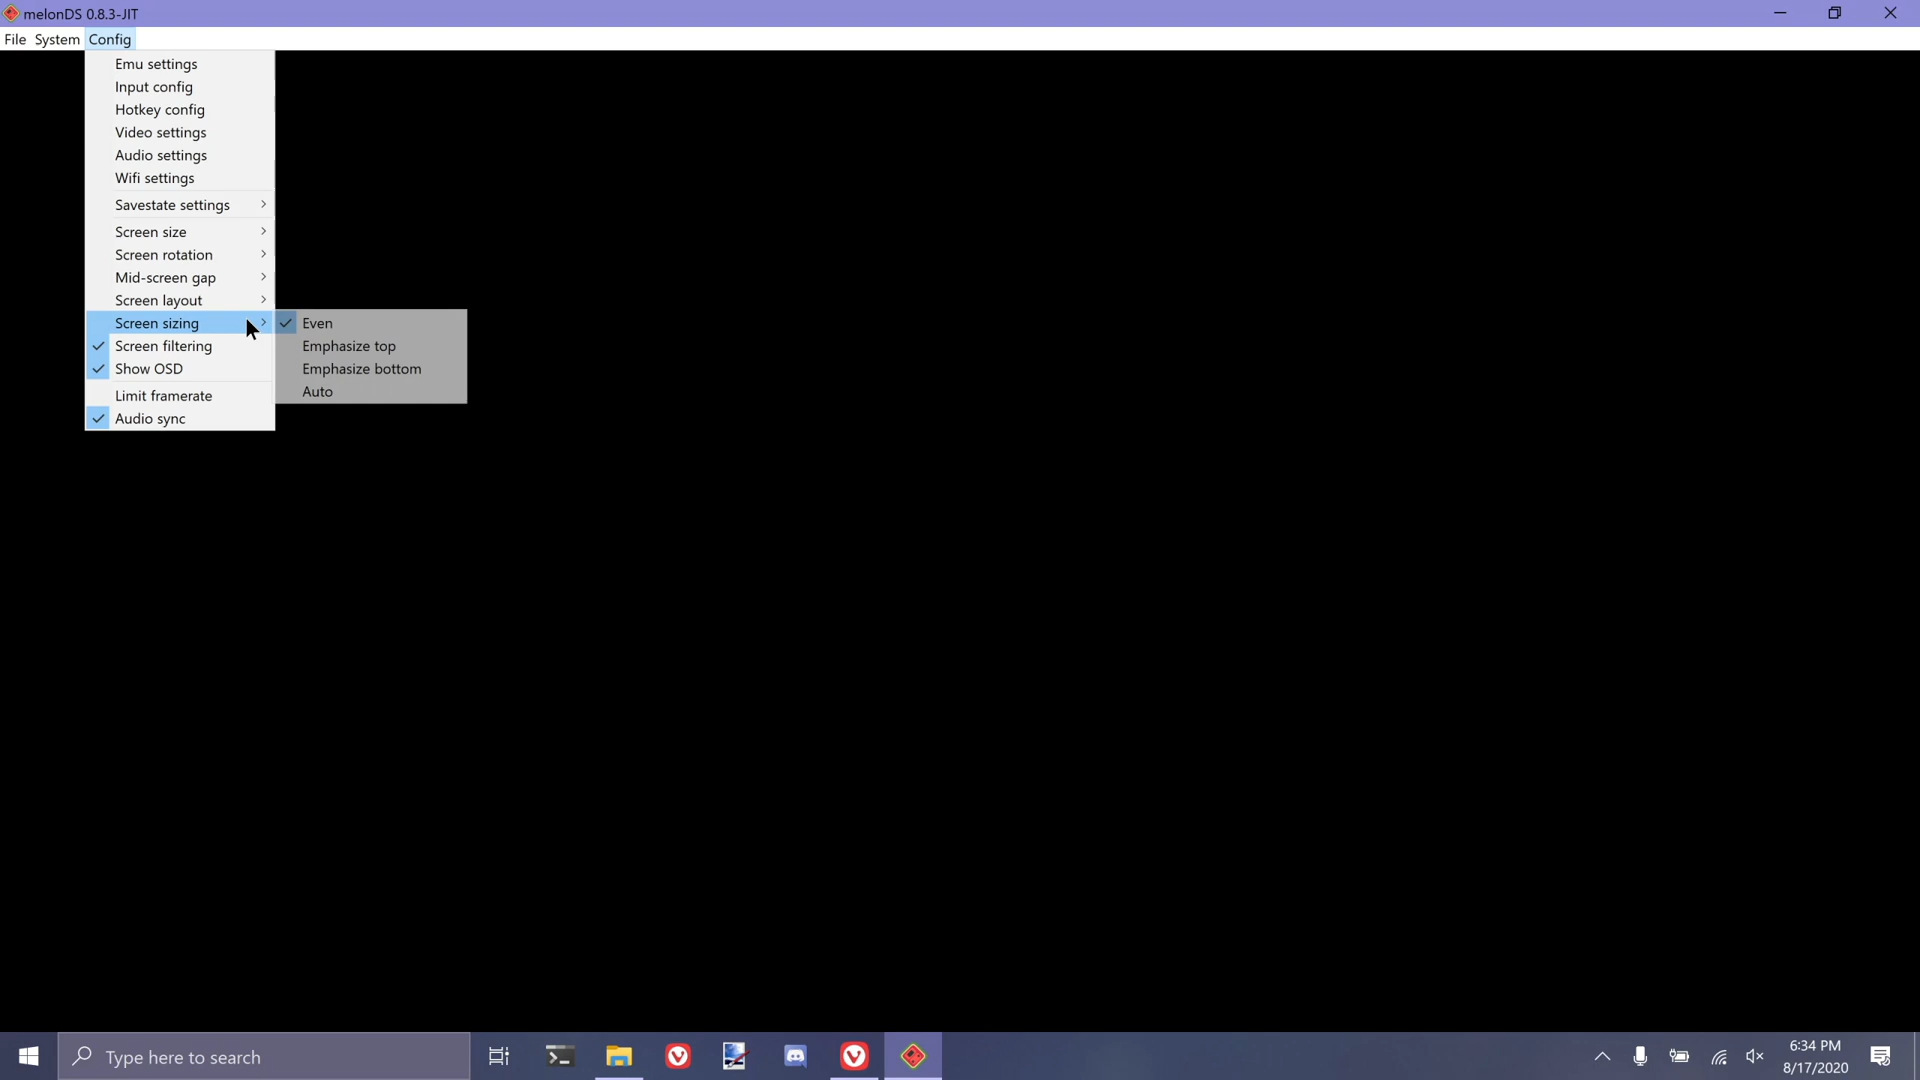 melonDS 0.8.3-JIT
File System Config
Emu settings
Input config
Hotkey config
Video settings
Audio settings
Wifi settings
Savestate settings
Screen size
Screen rotation
Mid-screen gap
Screen layout
Screen sizing
Even
Screen filtering
Emphasize top
Show OSD
Emphasize bottom
Limit framerate
Auto
Audio sync
Type here to search
6:34 PM
8/17/2020